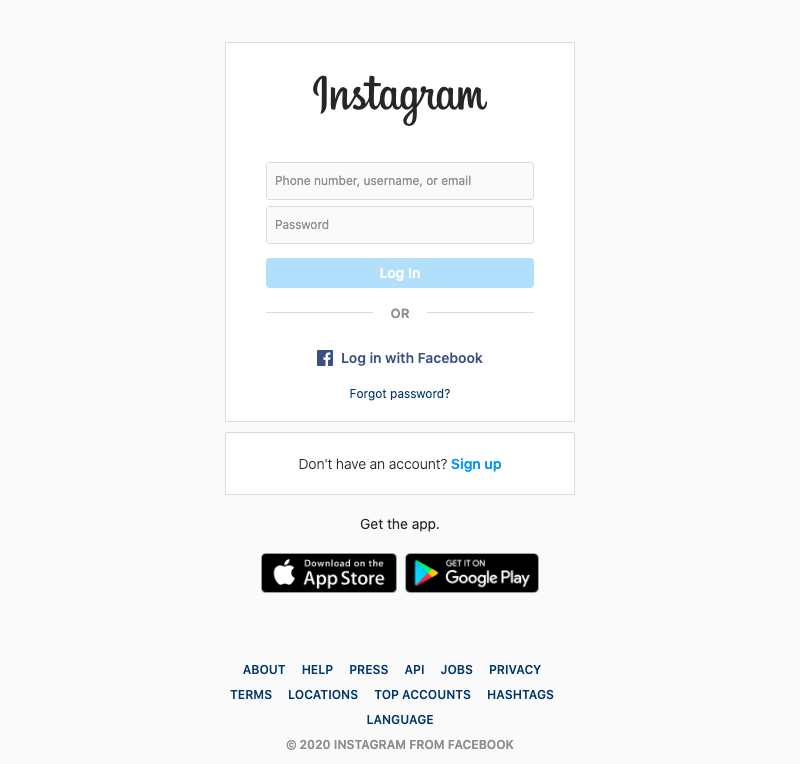 Instagram
Phone number, username, or email
Password
Log In
OR
Log in with Facebook
Forgot password?
Don't have an account? Sign up
Get the app.
Download on the
App Store
GET IT ON
Google Play
ABOUT HELP PRESS API JOBS PRIVACY
TERMS LOCATIONS TOP ACCOUNTS HASHTAGS
LANGUAGE
© 2020 INSTAGRAM FROM FACEBOOK